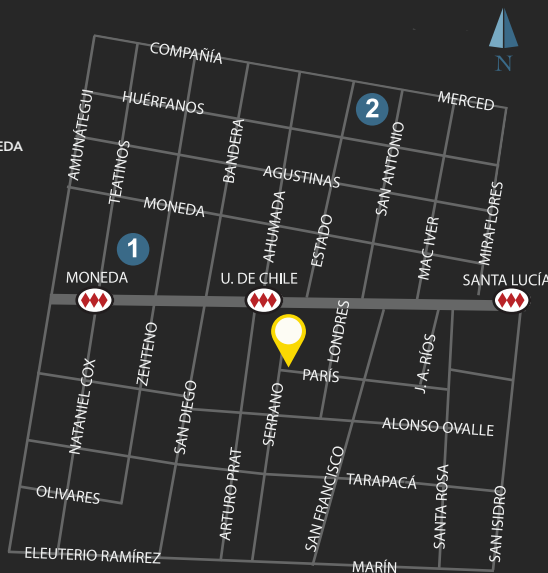 N
COMPAÑÍA
MERCED
HUÉRFANOS
2
AMUNÁTEGUI
TEATINOS
BANDERA
SAN ANTONIO
EDA
AGUSTINAS
MONEDA
AHUMADA
ESTADO
MAC IVER
MIRAFLORES
1
MONEDA
U. DE CHILE
SANTA LUCÍA
ZENTENO
LONDRES
J. A. RÍOS
PARÍS
NATANIEL COX
SAN DIEGO
SERRANO
ALONSO OVALLE
ARTURO PRAT
SAN FRANCISCO
TARAPACÁ
SANTA ROSA
SAN ISIDRO
OLIVARES
ELEUTERIO RAMÍREZ
MARÍN